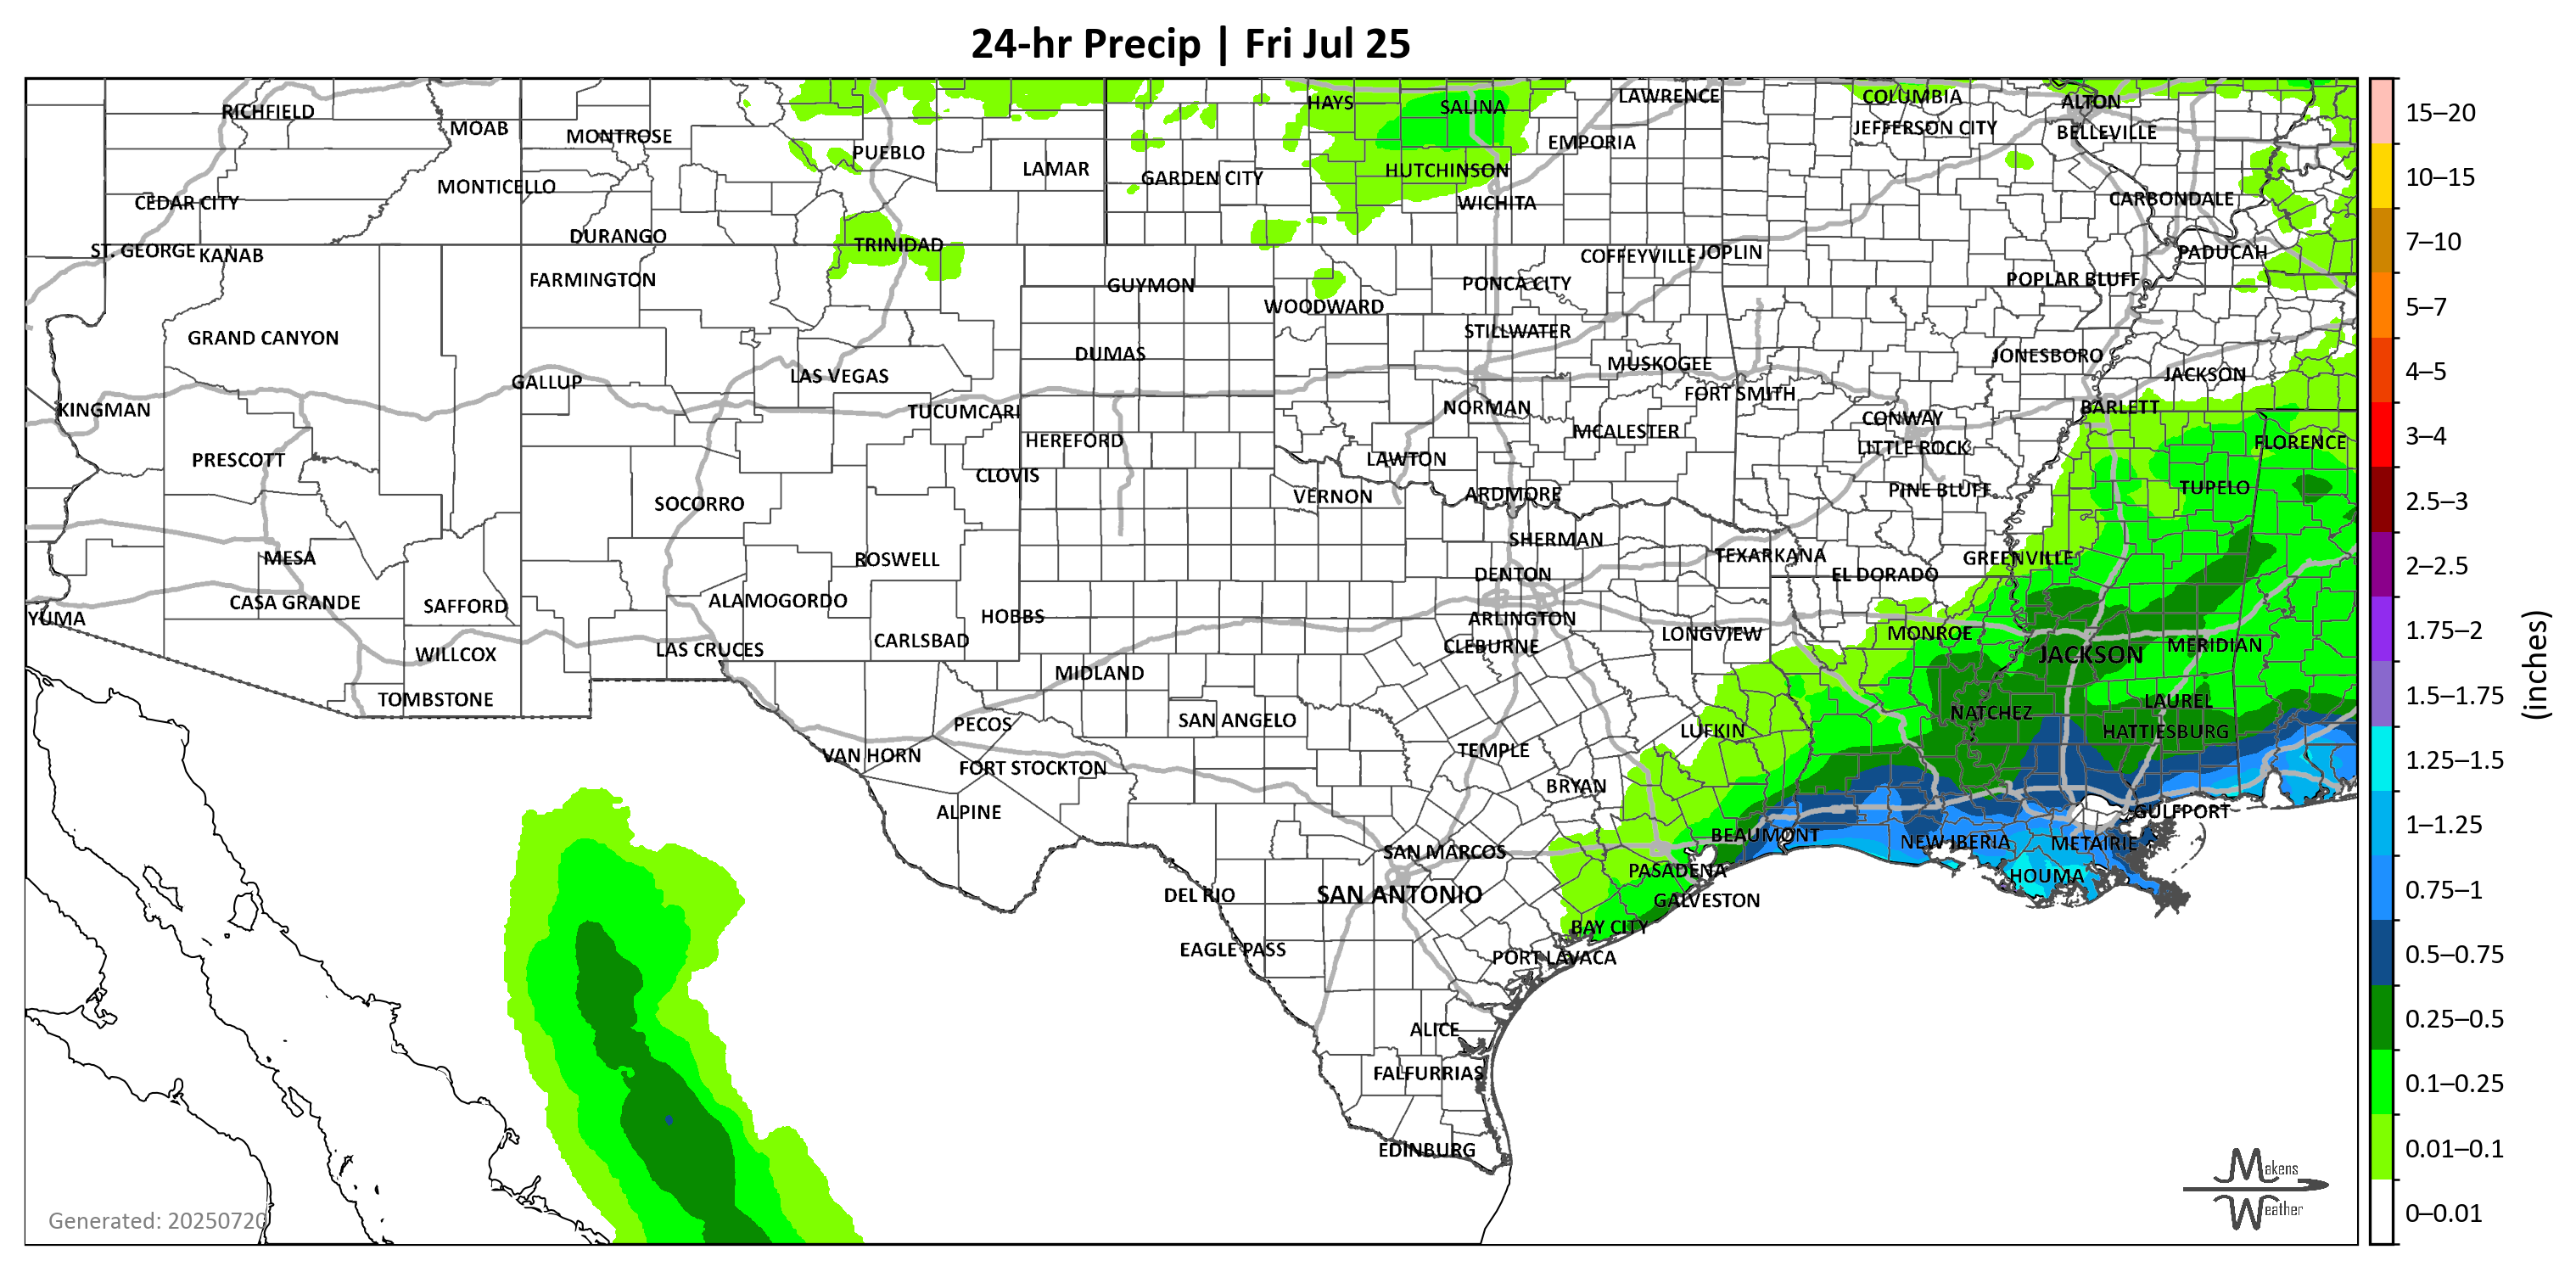 24-hr Precip | Fri Jul 25
RICHFIELD
MOAB
MONTROSE
PUEBLO
LAMAR
HAYS
SALINA
LAWRENCE
COLUMBIA
ALTON
JEFFERSON CITY
BELLEVILLE
EMPORIA
HUTCHINSON
GARDEN CITY
MONTICELLO
CEDAR CITY
WICHITA
CARBONDALE
DURANGO
TRINIDAD
ST. GEORGE
KANAB
COFFEYVILLE
JOPLIN
PADUCAH
FARMINGTON
GUYMON
PONCA CITY
POPLAR BLUFF
WOODWARD
GRAND CANYON
STILLWATER
DUMAS
JONESBORO
MUSKOGEE
LAS VEGAS
JACKSON
GALLUP
FORT SMITH
KINGMAN
TUCUMCARI
NORMAN
BARLETT
CONWAY
MCALESTER
HEREFORD
FLORENCE
LITTLE ROCK
PRESCOTT
LAWTON
CLOVIS
TUPELO
PINE BLUFF
VERNON
ARDMORE
SOCORRO
SHERMAN
MESA
ROSWELL
TEXARKANA
GREENVILLE
DENTON
EL DORADO
CASA GRANDE
SAFFORD
ALAMOGORDO
HOBBS
YUMA
ARLINGTON
LONGVIEW
MONROE
CARLSBAD
CLEBURNE
MERIDIAN
WILLCOX
LAS CRUCES
JACKSON
MIDLAND
TOMBSTONE
LAUREL
NATCHEZ
PECOS
SAN ANGELO
LUFKIN
HATTIESBURG
TEMPLE
VAN HORN
FORT STOCKTON
BRYAN
ALPINE
GULFPORT
BEAUMONT
NEW IBERIA
METAIRIE
SAN MARCOS
PASADENA
HOUMA
DEL RIO
SAN ANTONIO
GALVESTON
BAY CITY
EAGLE PASS
PORT LAVACA
ALICE
FALFURRIAS
EDINBURG
Generated: 20250720
Makens
Weather
15–20
10–15
7–10
5–7
4–5
3–4
2.5–3
2–2.5
1.75–2
1.5–1.75
1.25–1.5
1–1.25
0.75–1
0.5–0.75
0.25–0.5
0.1–0.25
0.01–0.1
0–0.01
(inches)